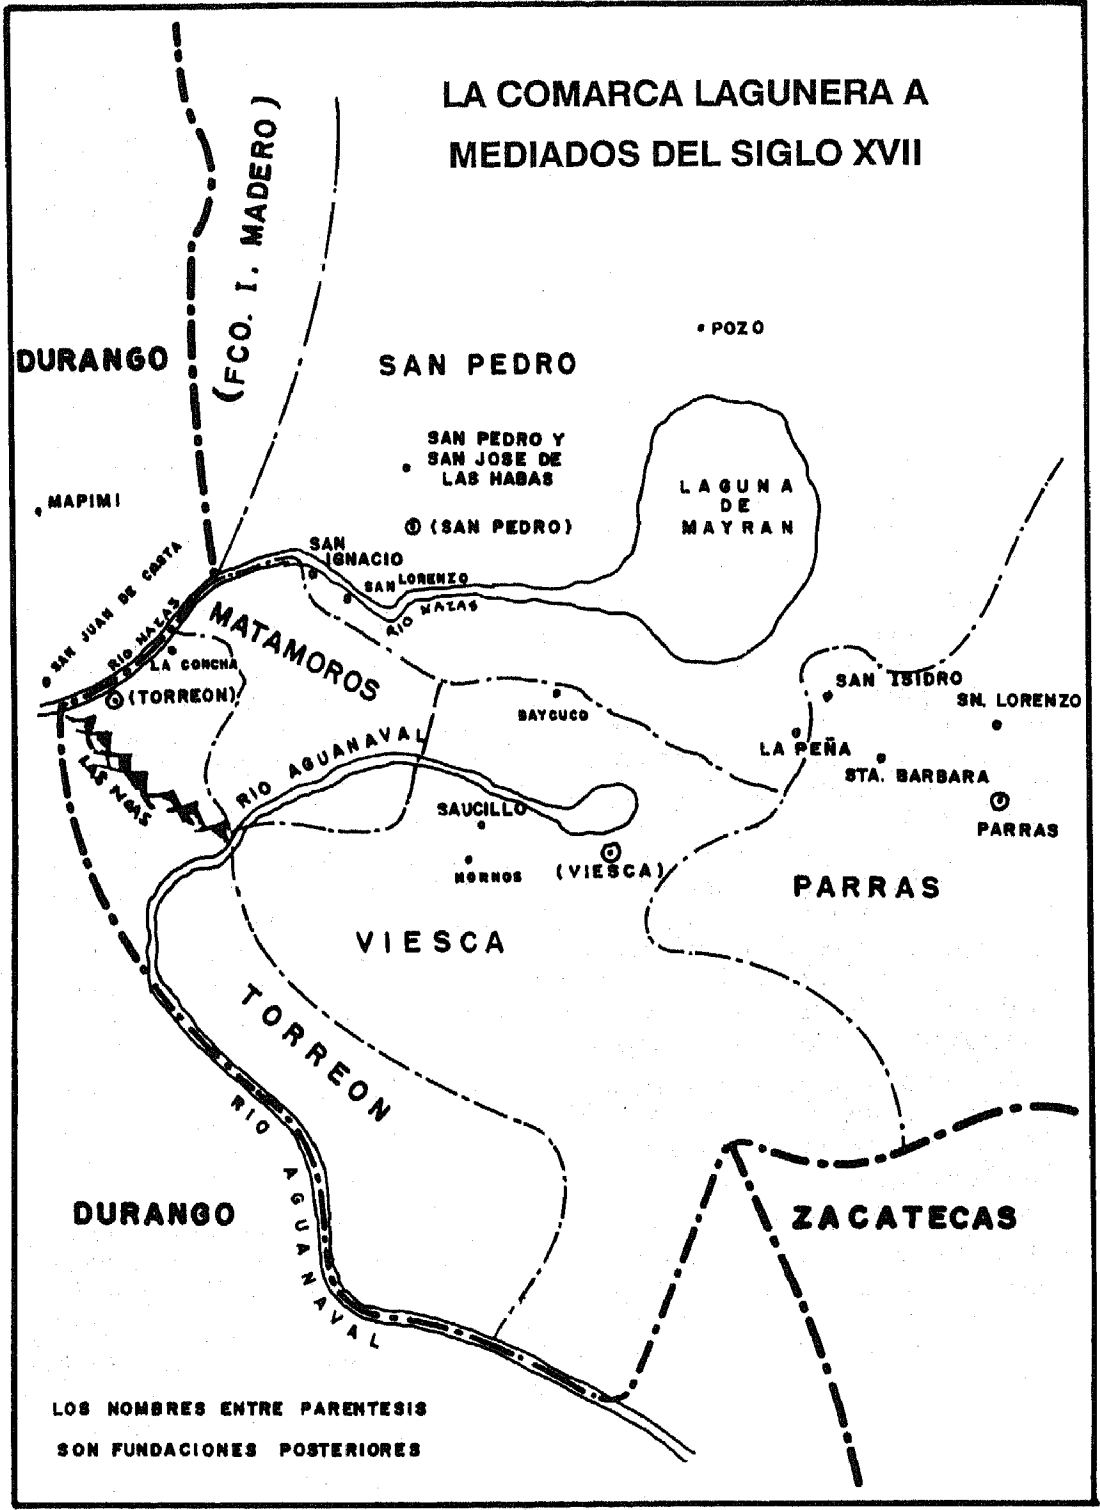 LA COMARCA LAGUNERA A
MEDIADOS DEL SIGLO XVII
(FCO. I. MADERO)
POZO
DURANGO
SAN PEDRO
SAN PEDRO Y
SAN JOSE DE
LAS HABAS
LAGUNA
DE
MAYRAN
MAPIMI
(SAN PEDRO)
SAN
IGNACIO
SAN LORENZO
RIO NAZAS
SAN JUAN DE CASTA
RIO NAZAS
MATAMOROS
LA CONCHA
(TORREON)
SAN ISIDRO
SN. LORENZO
BAYCUCO
LA PEÑA
STA. BARBARA
LAS
RIO AGUANAVAL
SAUCILLO
PARRAS
HORNOS
(VIESCA)
PARRAS
VIESCA
TORREON
RIO AGUANAVAL
DURANGO
ZACATECAS
LOS NOMBRES ENTRE PARENTESIS
SON FUNDACIONES POSTERIORES